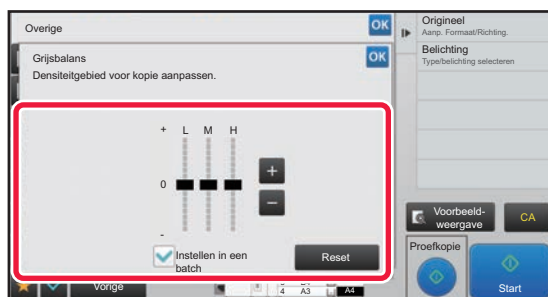 Overige
OK
Grijsbalans
OK
Densiteitgebied voor kopie aanpassen.
+ L M H
0
-
+
−
Instellen in een
batch
Reset
Vorige
4 A3
A4
Origineel
Aanp. Formaat/Richting.
Belichting
Type/belichting selecteren
Voorbeeld-
weergave
CA
Proefkopie
Start